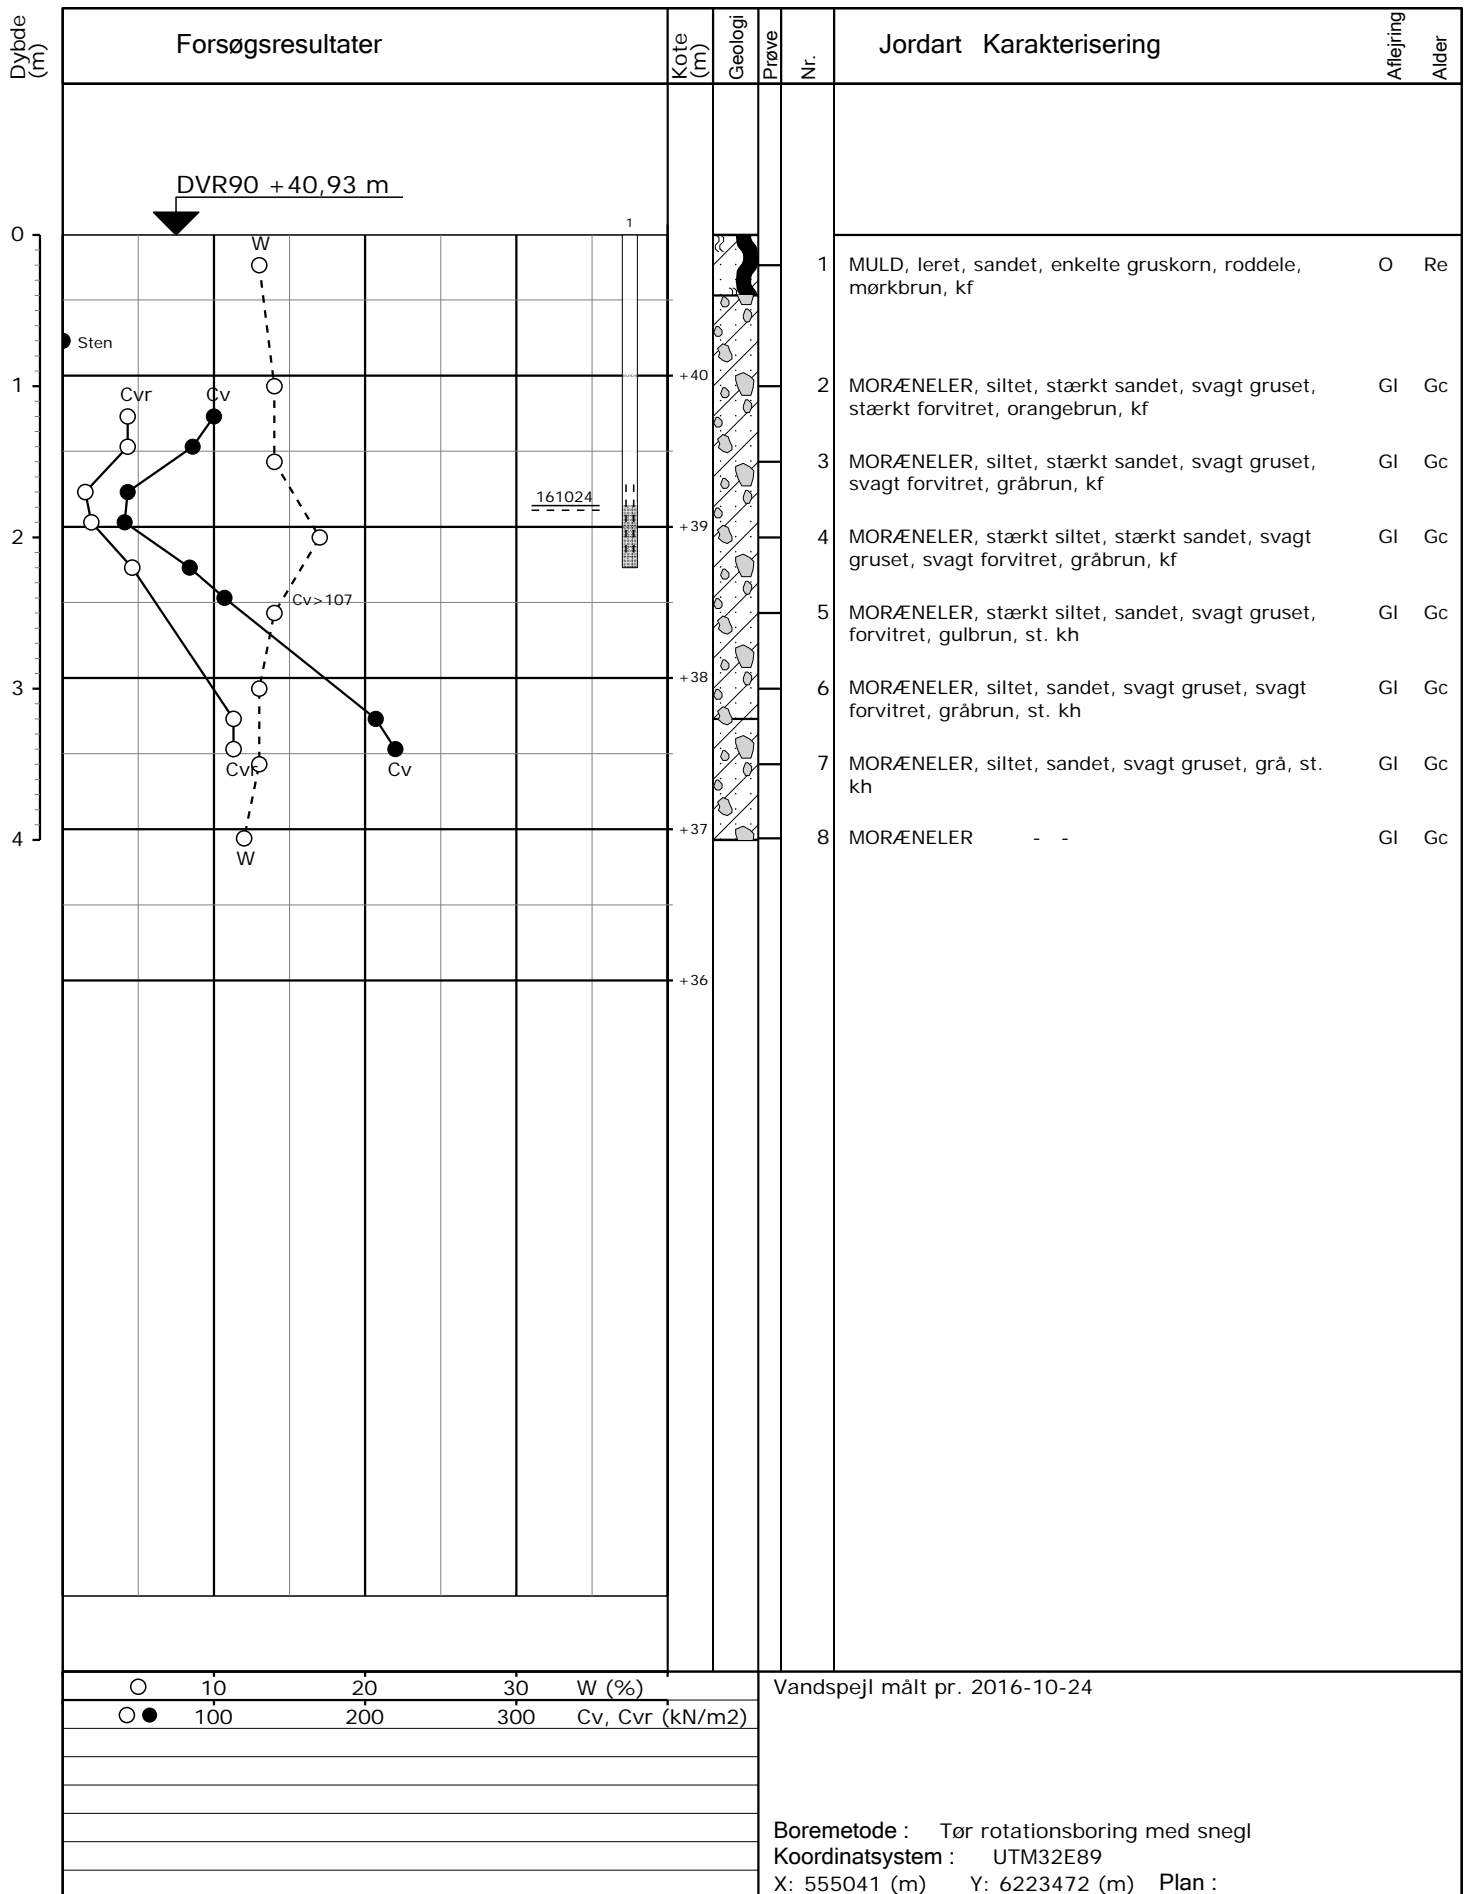 Dybde (m)
Forsøgsresultater
Kote (m)
Geologi
Prøve
Nr.
Jordart Karakterisering
Aflejring
Alder
DVR90 +40,93 m
1
0
W
1 MULD, leret, sandet, enkelte gruskorn, roddele, O Re
mørkbrun, kf
Sten
+40
1
Cvr Cv
2 MORÆNELER, siltet, stærkt sandet, svagt gruset, Gl Gc
stærkt forvitret, orangebrun, kf
3 MORÆNELER, siltet, stærkt sandet, svagt gruset, Gl Gc
svagt forvitret, gråbrun, kf
161024
+39
2
4 MORÆNELER, stærkt siltet, stærkt sandet, svagt Gl Gc
gruset, svagt forvitret, gråbrun, kf
Cv>107
5 MORÆNELER, stærkt siltet, sandet, svagt gruset, Gl Gc
forvitret, gulbrun, st. kh
+38
3
6 MORÆNELER, siltet, sandet, svagt gruset, svagt Gl Gc
forvitret, gråbrun, st. kh
Cvr Cv
7 MORÆNELER, siltet, sandet, svagt gruset, grå, st. Gl Gc
kh
+37
4
8 MORÆNELER - - Gl Gc
W
+36
10 20 30 W (%)
100 200 300 Cv, Cvr (kN/m2)
Vandspejl målt pr. 2016-10-24
Boremetode : Tør rotationsboring med snegl
Koordinatsystem : UTM32E89
X: 555041 (m) Y: 6223472 (m) Plan :